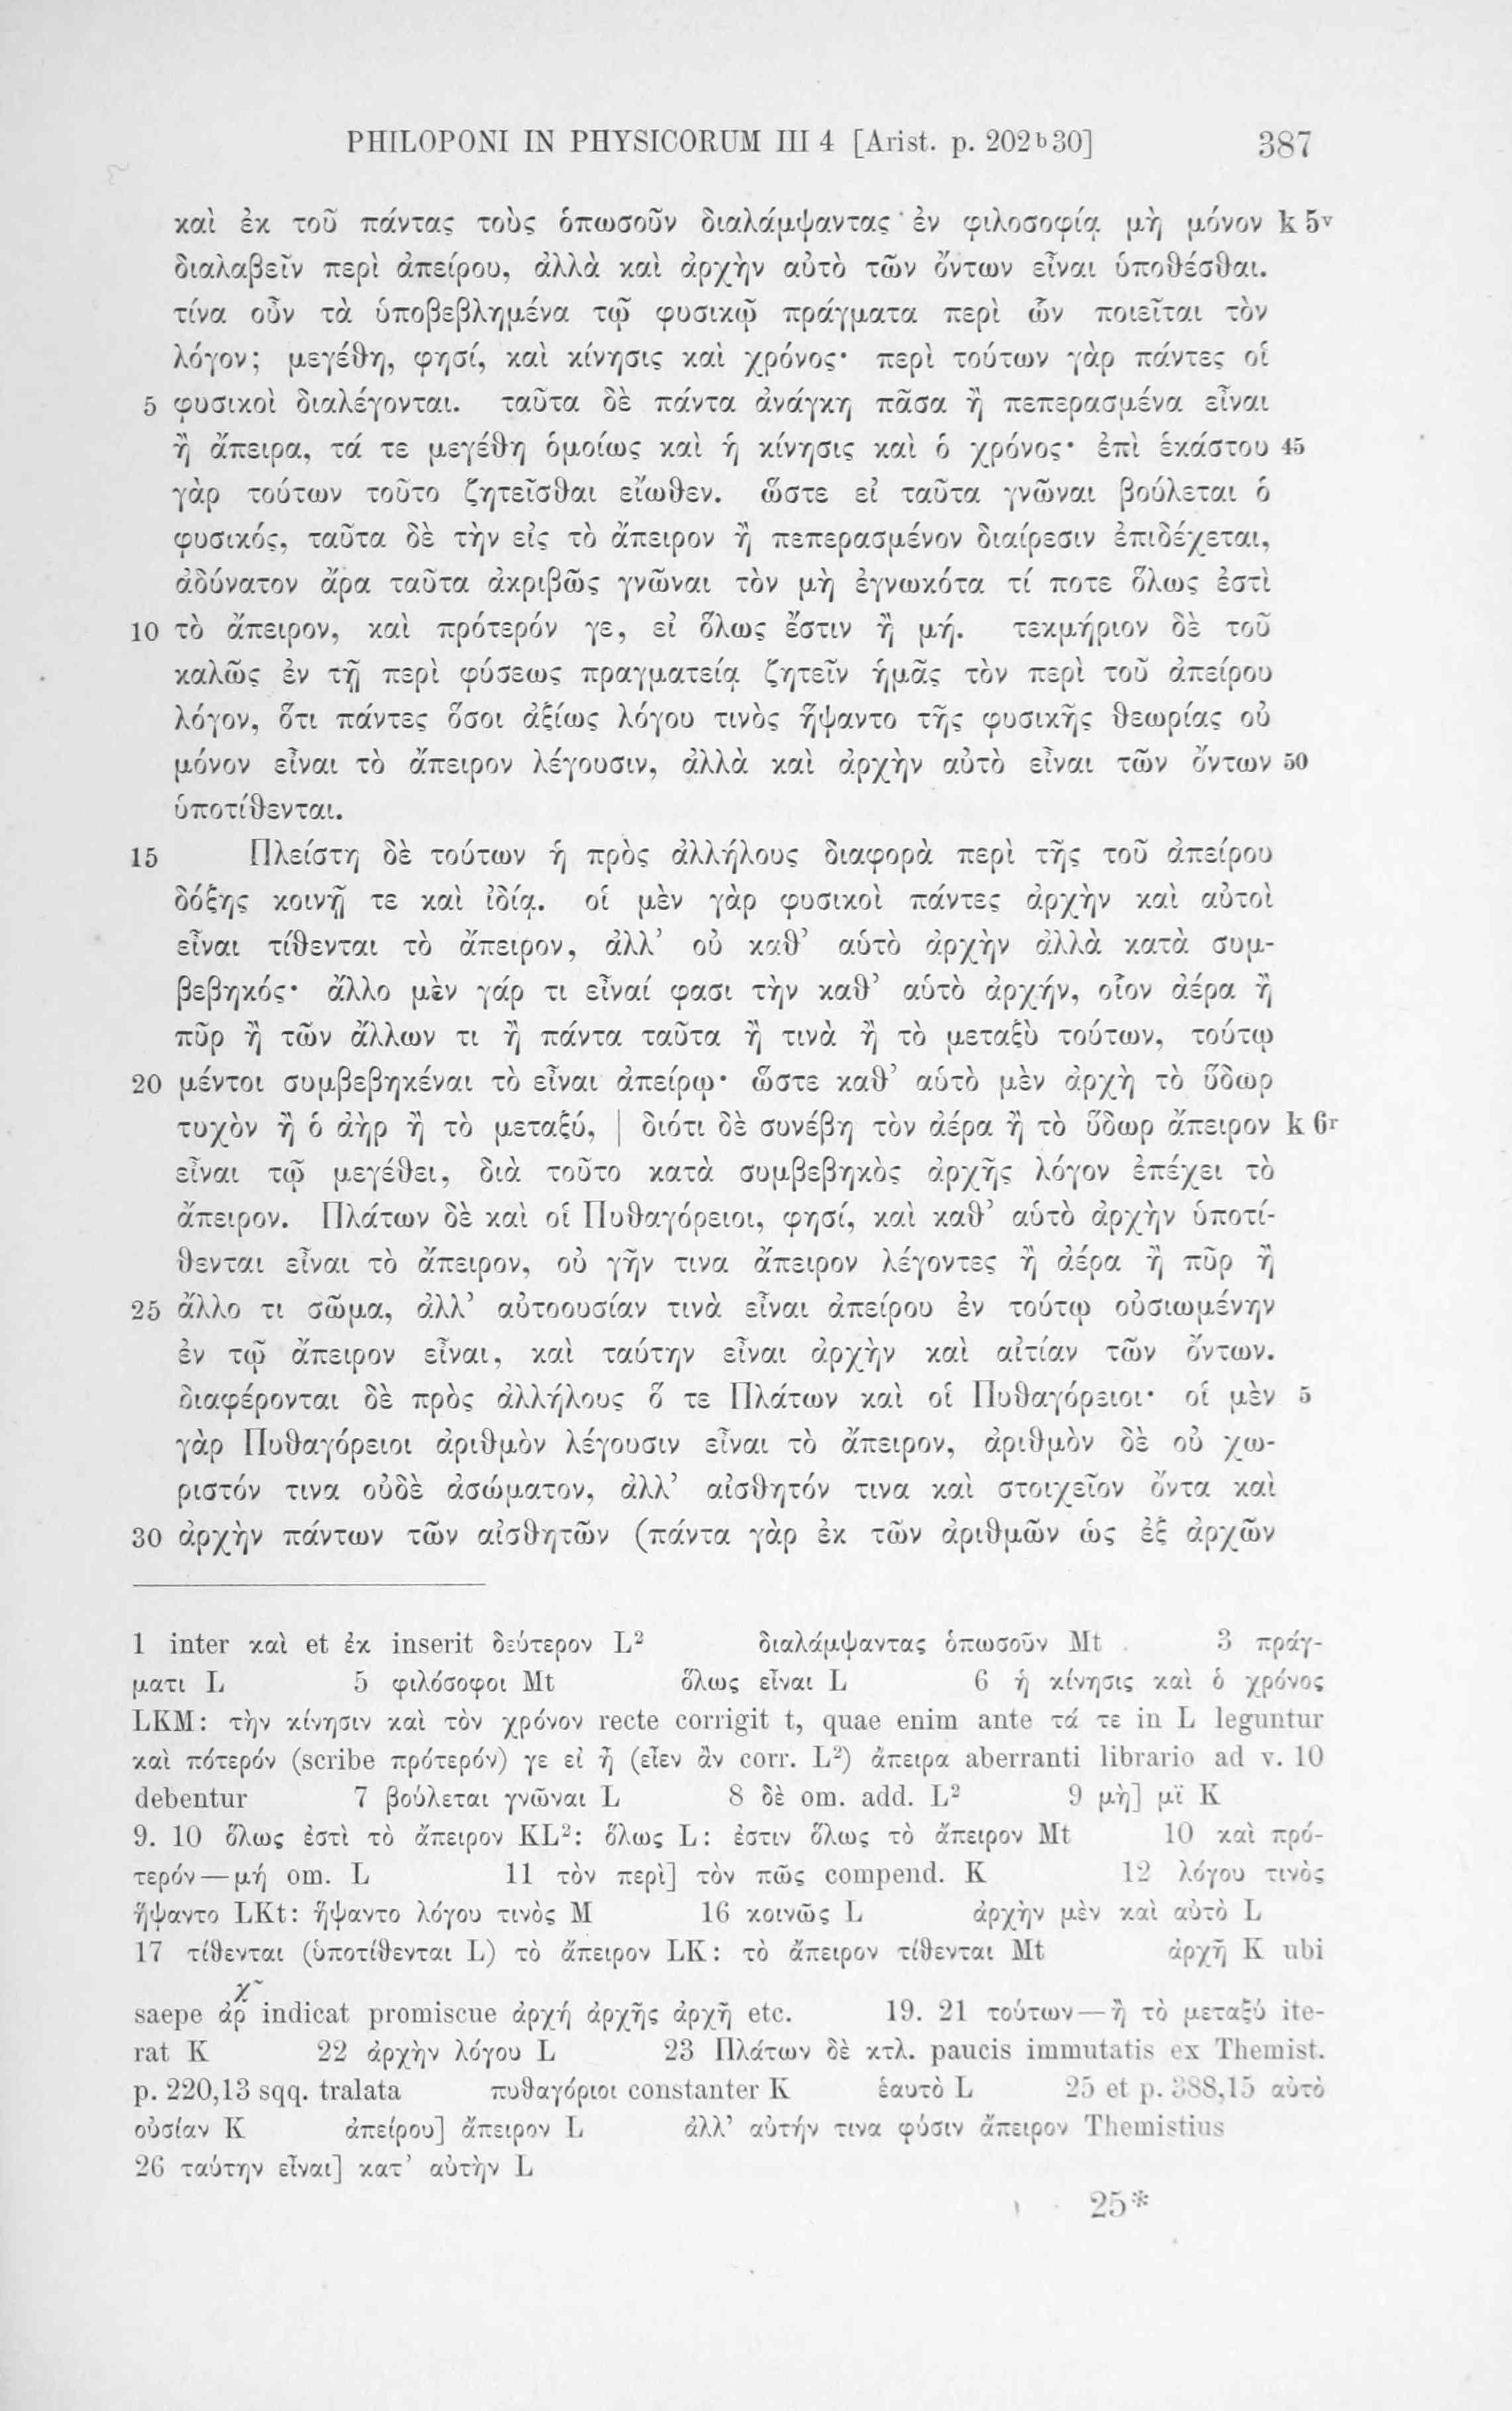 PHILOPONI IN PHYSICORUM III 4 [Arist. p. 202ᵇ30] 387
καὶ ἐκ τοῦ πάντας τοὺς ὁπωσοῦν διαλάμψαντας ἐν φιλοσοφίᾳ μὴ μόνον k 5ᵛ
διαλαβεῖν περὶ ἀπείρου, ἀλλὰ καὶ ἀρχὴν αὐτὸ τῶν ὄντων εἶναι ὑποθέσθαι.
τίνα οὖν τὰ ὑποβεβλημένα τῷ φυσικῷ πράγματα περὶ ὧν ποιεῖται τὸν
λόγον; μεγέθη, φησί, καὶ κίνησις καὶ χρόνος· περὶ τούτων γὰρ πάντες οἱ
5 φυσικοὶ διαλέγονται. ταῦτα δὲ πάντα ἀνάγκη πᾶσα ἢ πεπερασμένα εἶναι
ἢ ἄπειρα, τά τε μεγέθη ὁμοίως καὶ ἡ κίνησις καὶ ὁ χρόνος· ἐπὶ ἑκάστου 45
γὰρ τούτων τοῦτο ζητεῖσθαι εἴωθεν. ὥστε εἰ ταῦτα γνῶναι βούλεται ὁ
φυσικός, ταῦτα δὲ τὴν εἰς τὸ ἄπειρον ἢ πεπερασμένον διαίρεσιν ἐπιδέχεται,
ἀδύνατον ἄρα ταῦτα ἀκριβῶς γνῶναι τὸν μὴ ἐγνωκότα τί ποτε ὅλως ἐστὶ
10 τὸ ἄπειρον, καὶ πρότερόν γε, εἰ ὅλως ἔστιν ἢ μή. τεκμήριον δὲ τοῦ
καλῶς ἐν τῇ περὶ φύσεως πραγματείᾳ ζητεῖν ἡμᾶς τὸν περὶ τοῦ ἀπείρου
λόγον, ὅτι πάντες ὅσοι ἀξίως λόγου τινὸς ἥψαντο τῆς φυσικῆς θεωρίας οὐ
μόνον εἶναι τὸ ἄπειρον λέγουσιν, ἀλλὰ καὶ ἀρχὴν αὐτὸ εἶναι τῶν ὄντων 50
ὑποτίθενται.
15 Πλείστη δὲ τούτων ἡ πρὸς ἀλλήλους διαφορὰ περὶ τῆς τοῦ ἀπείρου
δόξης κοινῇ τε καὶ ἰδίᾳ. οἱ μὲν γὰρ φυσικοὶ πάντες ἀρχὴν καὶ αὐτοὶ
εἶναι τίθενται τὸ ἄπειρον, ἀλλ’ οὐ καθ’ αὑτὸ ἀρχὴν ἀλλὰ κατὰ συμ-
βεβηκός· ἄλλο μὲν γάρ τι εἶναί φασι τὴν καθ’ αὑτὸ ἀρχήν, οἷον ἀέρα ἢ
πῦρ ἢ τῶν ἄλλων τι ἢ πάντα ταῦτα ἢ τινὰ ἢ τὸ μεταξὺ τούτων, τούτῳ
20 μέντοι συμβεβηκέναι τὸ εἶναι ἀπείρῳ· ὥστε καθ’ αὑτὸ μὲν ἀρχὴ τὸ ὕδωρ
τυχὸν ἢ ὁ ἀὴρ ἢ τὸ μεταξύ, | διότι δὲ συνέβη τὸν ἀέρα ἢ τὸ ὕδωρ ἄπειρον k 6ʳ
εἶναι τῷ μεγέθει, διὰ τοῦτο κατὰ συμβεβηκὸς ἀρχῆς λόγον ἐπέχει τὸ
ἄπειρον. Πλάτων δὲ καὶ οἱ Πυθαγόρειοι, φησί, καὶ καθ’ αὑτὸ ἀρχὴν ὑποτί-
θενται εἶναι τὸ ἄπειρον, οὐ γῆν τινα ἄπειρον λέγοντες ἢ ἀέρα ἢ πῦρ ἢ
25 ἄλλο τι σῶμα, ἀλλ’ αὐτοουσίαν τινὰ εἶναι ἀπείρου ἐν τούτῳ οὐσιωμένην
ἐν τῷ ἄπειρον εἶναι, καὶ ταύτην εἶναι ἀρχὴν καὶ αἰτίαν τῶν ὄντων.
διαφέρονται δὲ πρὸς ἀλλήλους ὅ τε Πλάτων καὶ οἱ Πυθαγόρειοι· οἱ μὲν 5
γὰρ Πυθαγόρειοι ἀριθμὸν λέγουσιν εἶναι τὸ ἄπειρον, ἀριθμὸν δὲ οὐ χω-
ριστόν τινα οὐδὲ ἀσώματον, ἀλλ’ αἰσθητόν τινα καὶ στοιχεῖον ὄντα καὶ
30 ἀρχὴν πάντων τῶν αἰσθητῶν (πάντα γὰρ ἐκ τῶν ἀριθμῶν ὡς ἐξ ἀρχῶν
1 inter καὶ et ἐκ inserit δεύτερον L² διαλάμψαντας ὁπωσοῦν Mt 3 πράγ-
ματι L 5 φιλόσοφοι Mt ὅλως εἶναι L 6 ἡ κίνησις καὶ ὁ χρόνος
LKM: τὴν κίνησιν καὶ τὸν χρόνον recte corrigit t, quae enim ante τά τε in L leguntur
καὶ πότερόν (scribe πρότερόν) γε εἰ ἦ (εἶεν ἂν corr. L²) ἄπειρα aberranti librario ad v. 10
debentur 7 βούλεται γνῶναι L 8 δὲ om. add. L² 9 μὴ] μῒ K
9. 10 ὅλως ἐστὶ τὸ ἄπειρον KL²: ὅλως L: ἐστιν ὅλως τὸ ἄπειρον Mt 10 καὶ πρό-
τερόν—μή om. L 11 τὸν περὶ] τὸν πῶς compend. K 12 λόγου τινὸς
ἥψαντο LKt: ἥψαντο λόγου τινὸς M 16 κοινῶς L ἀρχὴν μὲν καὶ αὐτὸ L
17 τίθενται (ὑποτίθενται L) τὸ ἄπειρον LK: τὸ ἄπειρον τίθενται Mt ἀρχῆ K ubi
saepe ἀρχ῀ indicat promiscue ἀρχή ἀρχῆς ἀρχῇ etc. 19. 21 τούτων—ἢ τὸ μεταξύ ite-
rat K 22 ἀρχὴν λόγου L 23 Πλάτων δὲ κτλ. paucis immutatis ex Themist.
p. 220,13 sqq. tralata πυθαγόριοι constanter K ἑαυτὸ L 25 et p. 388,15 αὐτὸ
οὐσίαν K ἀπείρου] ἄπειρον L ἀλλ’ αὐτήν τινα φύσιν ἄπειρον Themistius
26 ταύτην εἶναι] κατ’ αὐτὴν L
25*